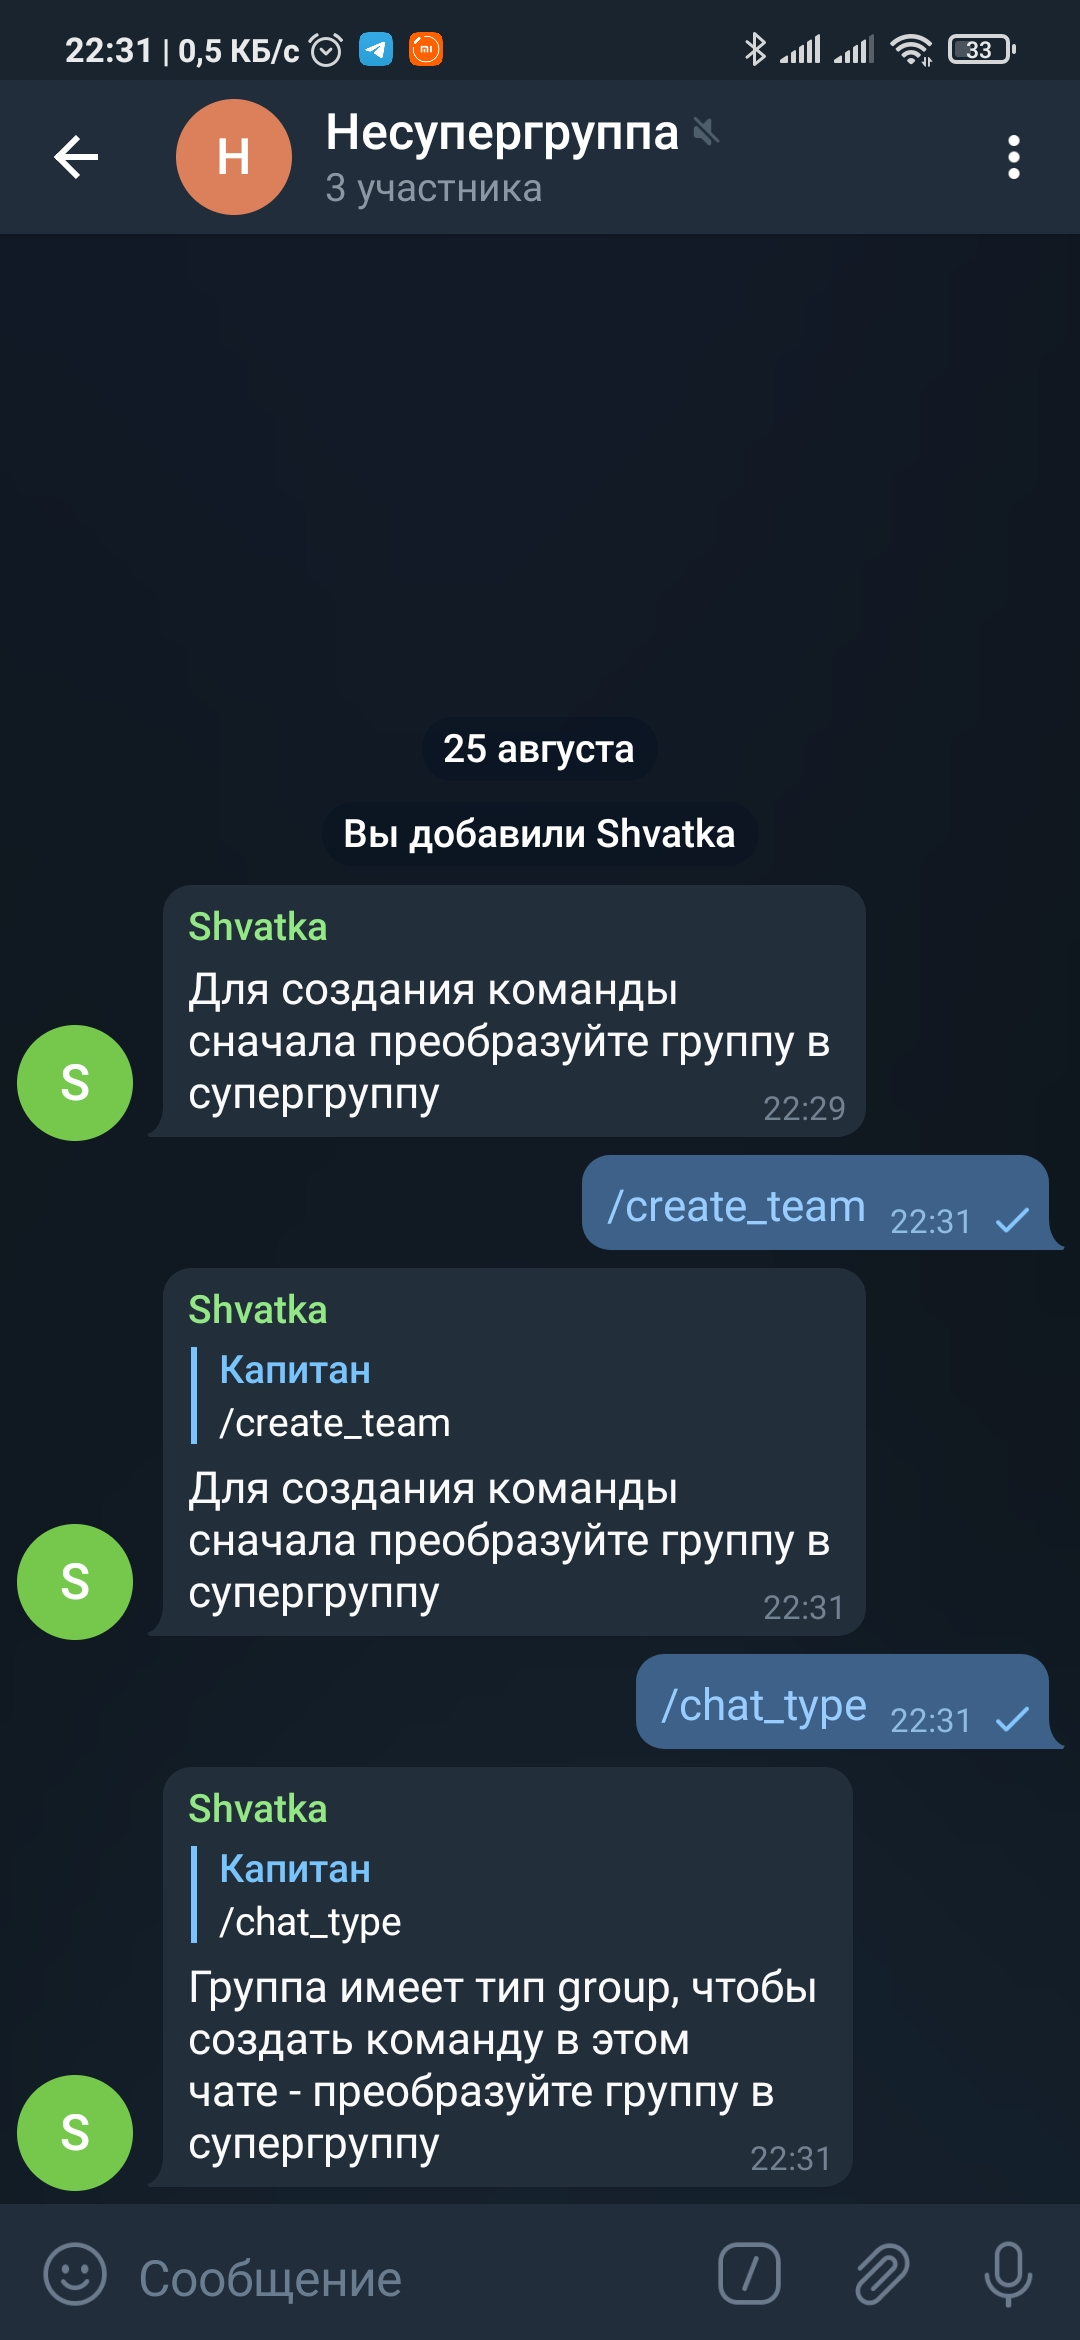 22:31 | 0,5 КБ/с
33
Н
Несупергруппа
3 участника
25 августа
Вы добавили Shvatka
Shvatka
Для создания команды
сначала преобразуйте группу в
супергруппу
22:29
S
/create_team 22:31
Shvatka
Капитан
/create_team
Для создания команды
сначала преобразуйте группу в
супергруппу
22:31
S
/chat_type 22:31
Shvatka
Капитан
/chat_type
Группа имеет тип group, чтобы
создать команду в этом
чате - преобразуйте группу в
супергруппу
22:31
S
Сообщение